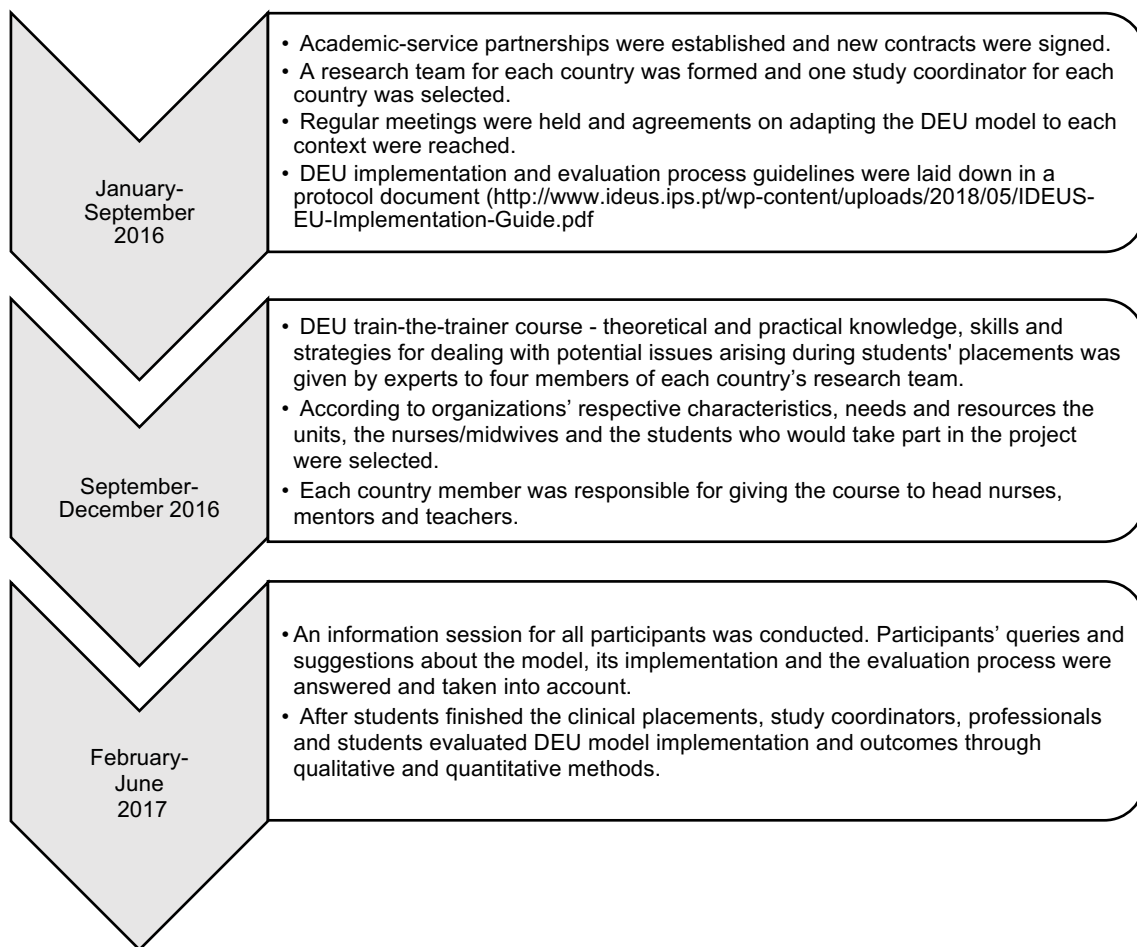 January-
September
2016
• Academic-service partnerships were established and new contracts were signed.
• A research team for each country was formed and one study coordinator for each
country was selected.
• Regular meetings were held and agreements on adapting the DEU model to each
context were reached.
• DEU implementation and evaluation process guidelines were laid down in a
protocol document (http://www.ideus.ips.pt/wp-content/uploads/2018/05/IDEUS-
EU-Implementation-Guide.pdf
September-
December 2016
• DEU train-the-trainer course - theoretical and practical knowledge, skills and
strategies for dealing with potential issues arising during students' placements was
given by experts to four members of each country’s research team.
• According to organizations’ respective characteristics, needs and resources the
units, the nurses/midwives and the students who would take part in the project
were selected.
• Each country member was responsible for giving the course to head nurses,
mentors and teachers.
February-
June
2017
• An information session for all participants was conducted. Participants’ queries and
suggestions about the model, its implementation and the evaluation process were
answered and taken into account.
• After students finished the clinical placements, study coordinators, professionals
and students evaluated DEU model implementation and outcomes through
qualitative and quantitative methods.